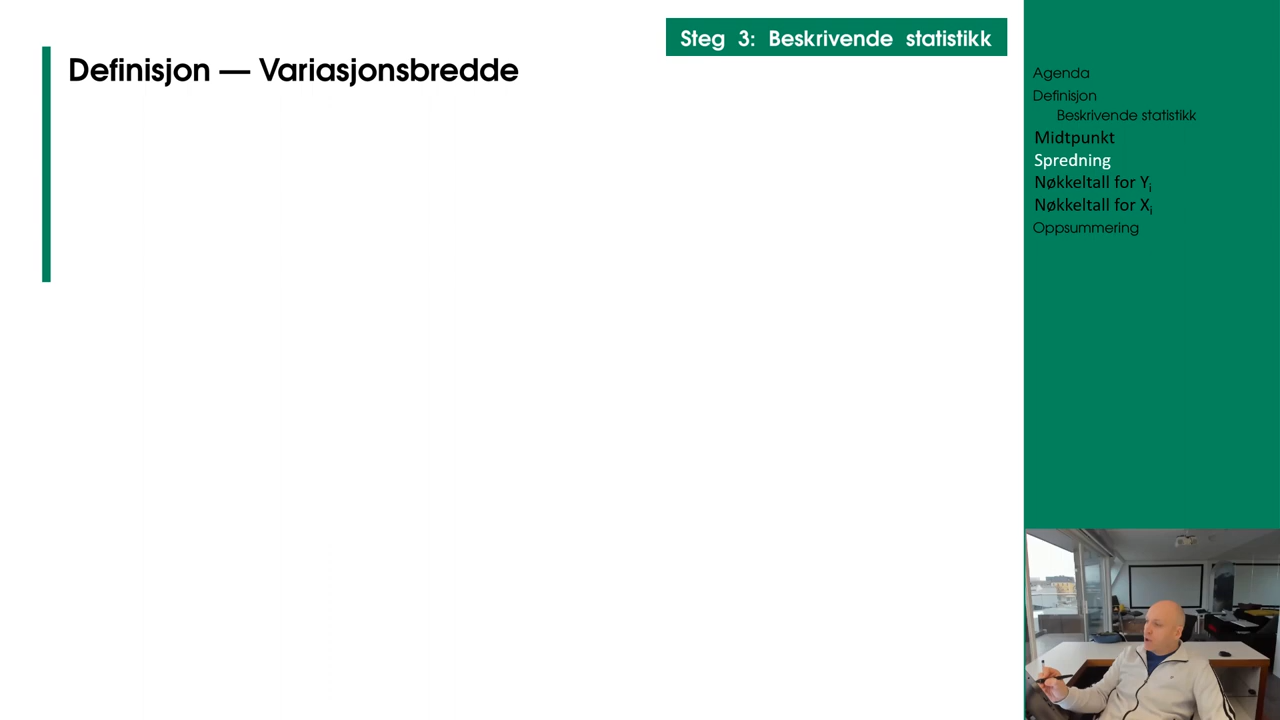 Steg 3: Beskrivende statistikk
Definisjon — Variasjonsbredde
Agenda
Definisjon
Beskrivende statistikk
Midtpunkt
Spredning
Nøkkeltall for Yi
Nøkkeltall for Xi
Oppsummering